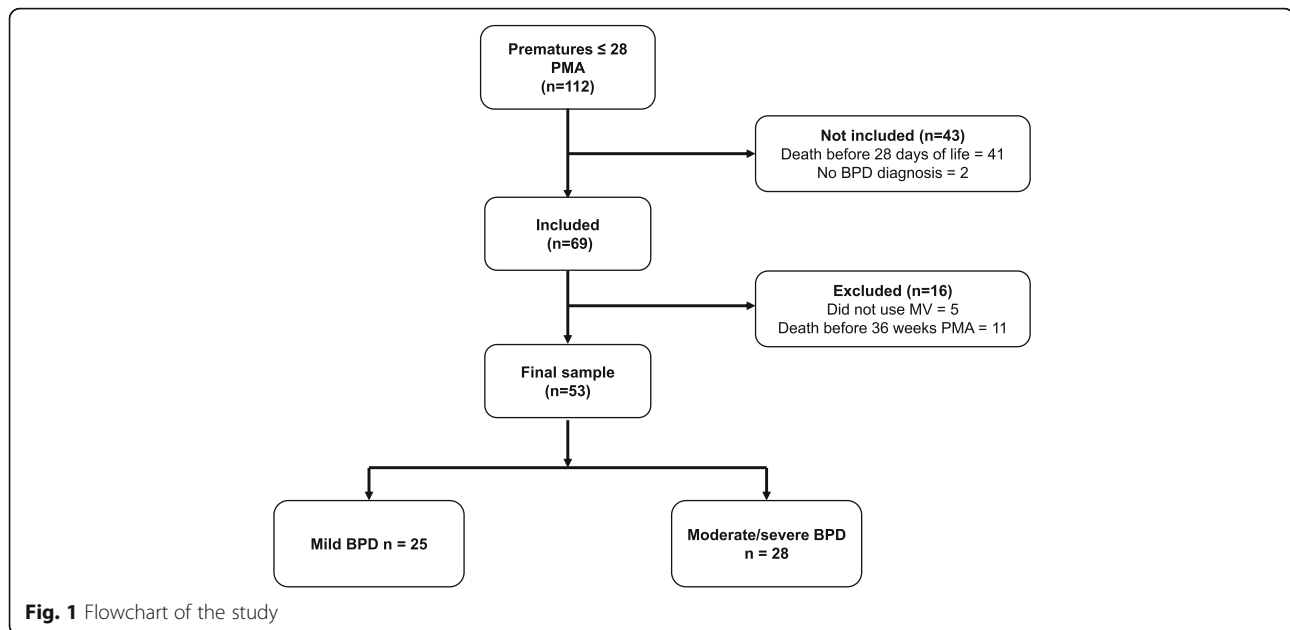 Prematures ≤ 28
PMA
(n=112)
Not included (n=43)
Death before 28 days of life = 41
No BPD diagnosis = 2
Included
(n=69)
Excluded (n=16)
Did not use MV = 5
Death before 36 weeks PMA = 11
Final sample
(n=53)
Mild BPD n = 25
Moderate/severe BPD
n = 28
Fig. 1 Flowchart of the study